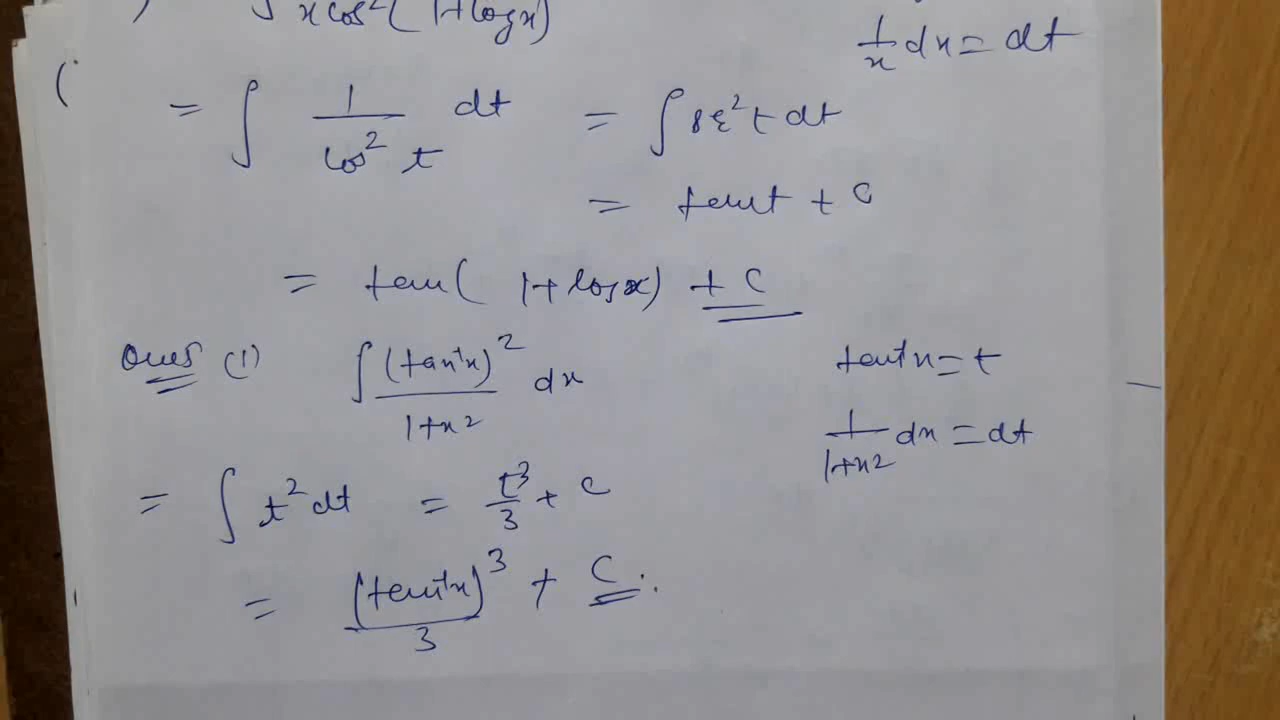 ∫ x cos²(1+log x)
1/x dx = dt
= ∫ 1/cos² t dt = ∫ sec² t dt
= tan t + c
= tan(1+log x) + c
Ques (1) ∫ (tan⁻¹x)²/1+x² dx tan⁻¹x = t
1/1+x² dx = dt
= ∫ t² dt = t³/3 + c
= (tan⁻¹x)³/3 + c.